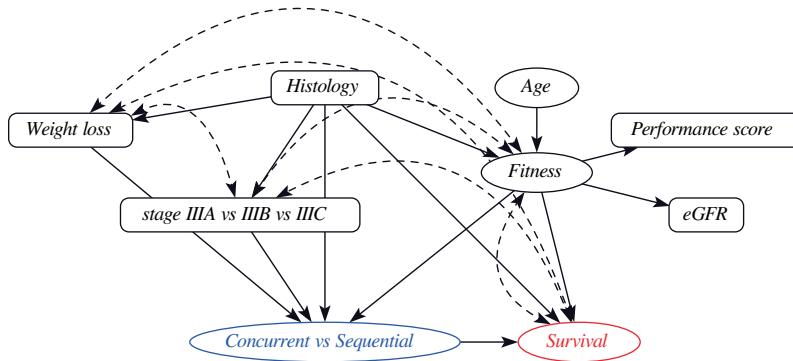 Histology
Age
Weight loss
Performance score
Fitness
stage IIIA vs IIIB vs IIIC
eGFR
Concurrent vs Sequential
Survival